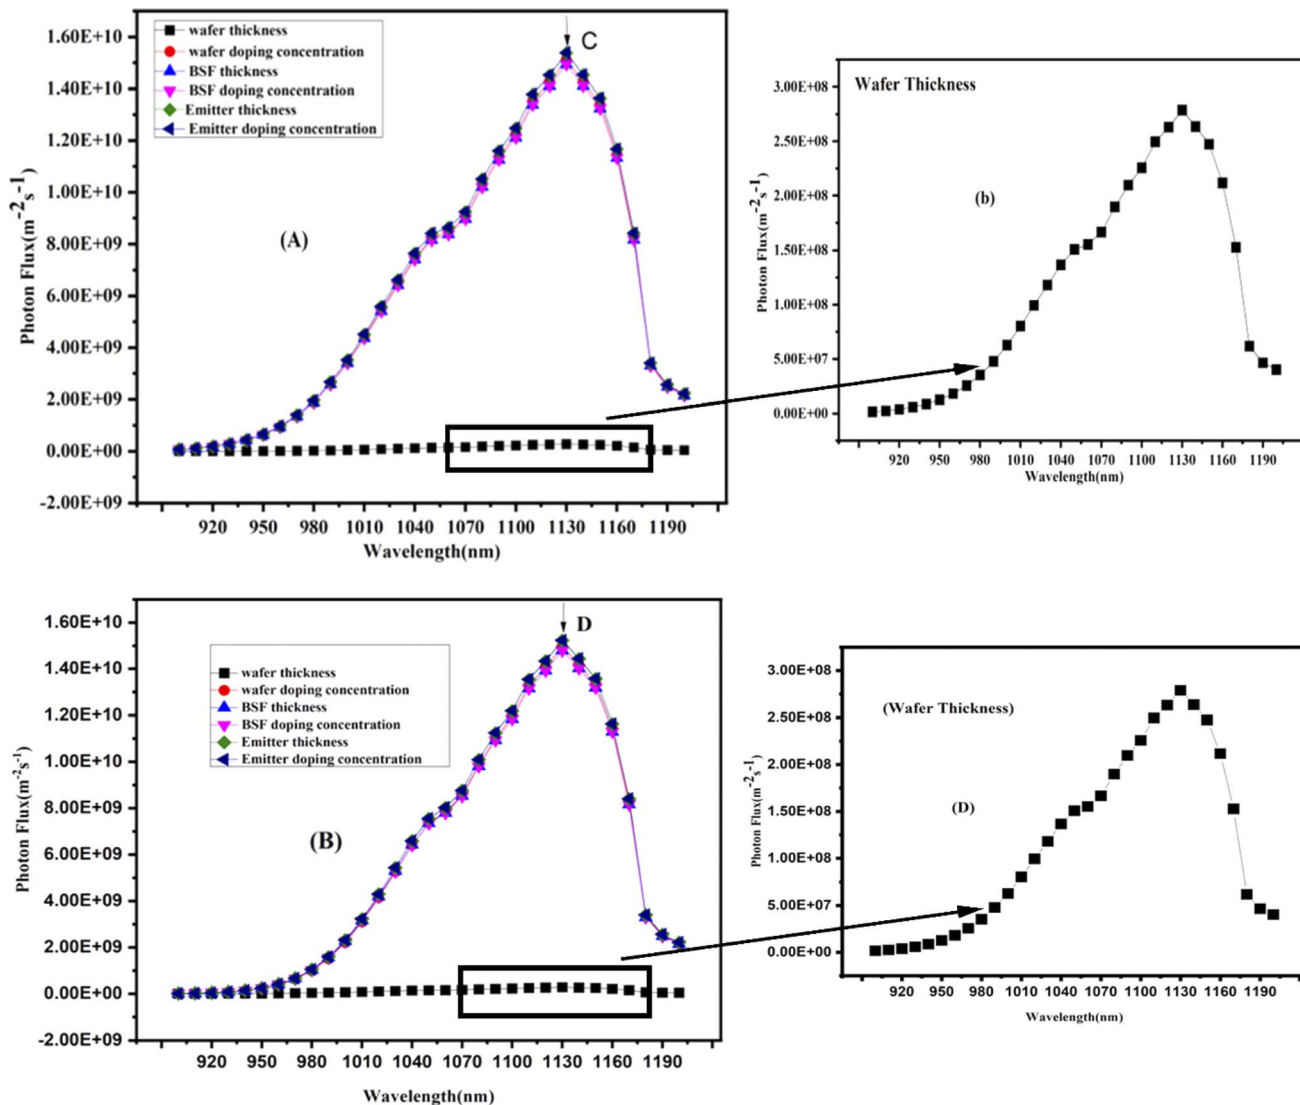 wafer thickness
wafer doping concentration
BSF thickness
BSF doping concentration
Emitter thickness
Emitter doping concentration
C
(A)
1.60E+10
1.40E+10
1.20E+10
1.00E+10
8.00E+09
6.00E+09
4.00E+09
2.00E+09
0.00E+00
-2.00E+09
Photon Flux(m⁻²s⁻¹)
920 950 980 1010 1040 1070 1100 1130 1160 1190
Wavelength(nm)
Wafer Thickness
(b)
3.00E+08
2.50E+08
2.00E+08
1.50E+08
1.00E+08
5.00E+07
0.00E+00
Photon Flux(m⁻²s⁻¹)
920 950 980 1010 1040 1070 1100 1130 1160 1190
Wavelength(nm)
wafer thickness
wafer doping concentration
BSF thickness
BSF doping concentration
Emitter thickness
Emitter doping concentration
D
(B)
1.60E+10
1.40E+10
1.20E+10
1.00E+10
8.00E+09
6.00E+09
4.00E+09
2.00E+09
0.00E+00
-2.00E+09
Photon Flux(m⁻²s⁻¹)
920 950 980 1010 1040 1070 1100 1130 1160 1190
Wavelength(nm)
(Wafer Thickness)
(D)
3.00E+08
2.50E+08
2.00E+08
1.50E+08
1.00E+08
5.00E+07
0.00E+00
Photon Flux(m⁻²s⁻¹)
920 950 980 1010 1040 1070 1100 1130 1160 1190
Wavelength(nm)